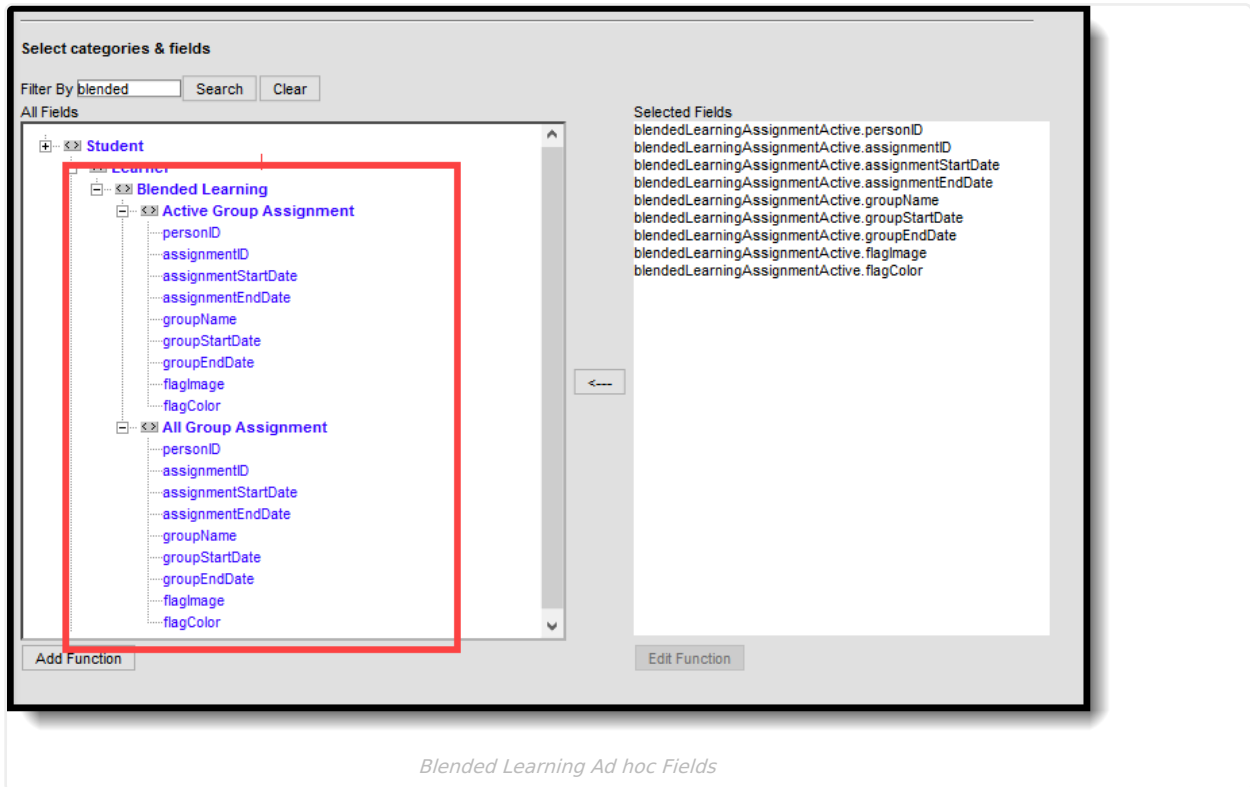 Select categories & fields
Filter By blended Search Clear
All Fields
Student
Learner
Blended Learning
Active Group Assignment
personID
assignmentID
assignmentStartDate
assignmentEndDate
groupName
groupStartDate
groupEndDate
flagImage
flagColor
All Group Assignment
personID
assignmentID
assignmentStartDate
assignmentEndDate
groupName
groupStartDate
groupEndDate
flagImage
flagColor
Add Function
<---
Selected Fields
blendedLearningAssignmentActive.personID
blendedLearningAssignmentActive.assignmentID
blendedLearningAssignmentActive.assignmentStartDate
blendedLearningAssignmentActive.assignmentEndDate
blendedLearningAssignmentActive.groupName
blendedLearningAssignmentActive.groupStartDate
blendedLearningAssignmentActive.groupEndDate
blendedLearningAssignmentActive.flagImage
blendedLearningAssignmentActive.flagColor
Edit Function
Blended Learning Ad hoc Fields